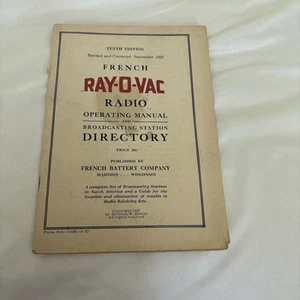 TENTH EDITION
Revised and Corrected September 1927
FRENCH
RAY-O-VAC
RADIO
OPERATING MANUAL
AND
BROADCASTING STATION
DIRECTORY
PRICE
PUBLISHED BY
FRENCH BATTERY COMPANY
MADISON WISCONSIN
A complete list of Broadcasting Stations
in North America and a Guide for the
location and elimination of trouble in
Radio Receiving Sets.